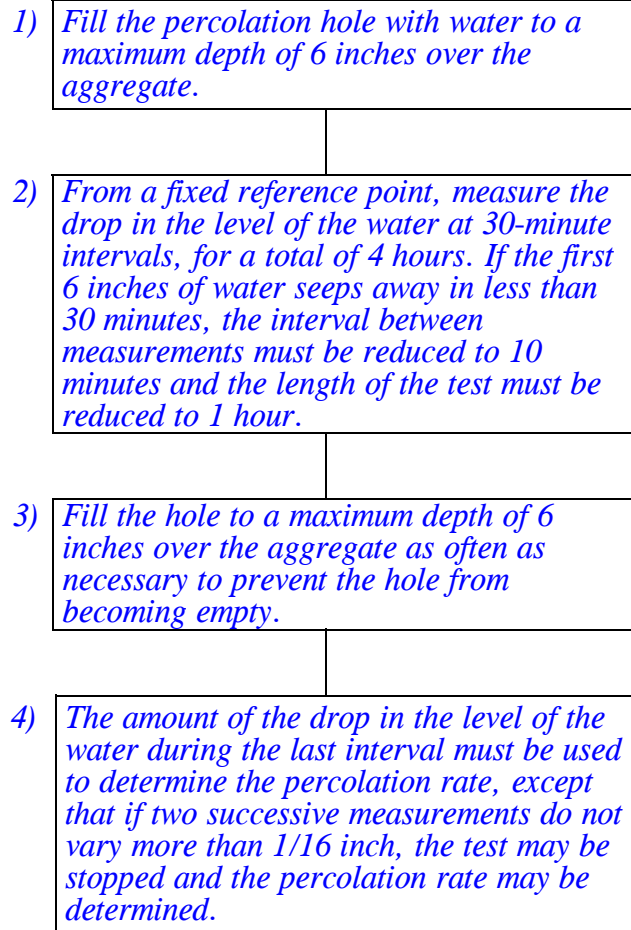 1) Fill the percolation hole with water to a
maximum depth of 6 inches over the
aggregate.
2) From a fixed reference point, measure the
drop in the level of the water at 30-minute
intervals, for a total of 4 hours. If the first
6 inches of water seeps away in less than
30 minutes, the interval between
measurements must be reduced to 10
minutes and the length of the test must be
reduced to 1 hour.
3) Fill the hole to a maximum depth of 6
inches over the aggregate as often as
necessary to prevent the hole from
becoming empty.
4) The amount of the drop in the level of the
water during the last interval must be used
to determine the percolation rate, except
that if two successive measurements do not
vary more than 1/16 inch, the test may be
stopped and the percolation rate may be
determined.